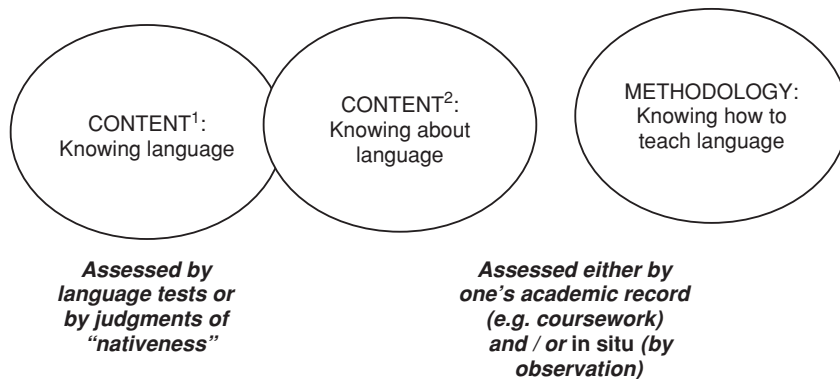 CONTENT¹:
Knowing language
CONTENT²:
Knowing about
language
METHODOLOGY:
Knowing how to
teach language
Assessed by
language tests or
by judgments of
“nativeness”
Assessed either by
one’s academic record
(e.g. coursework)
and / or in situ (by
observation)